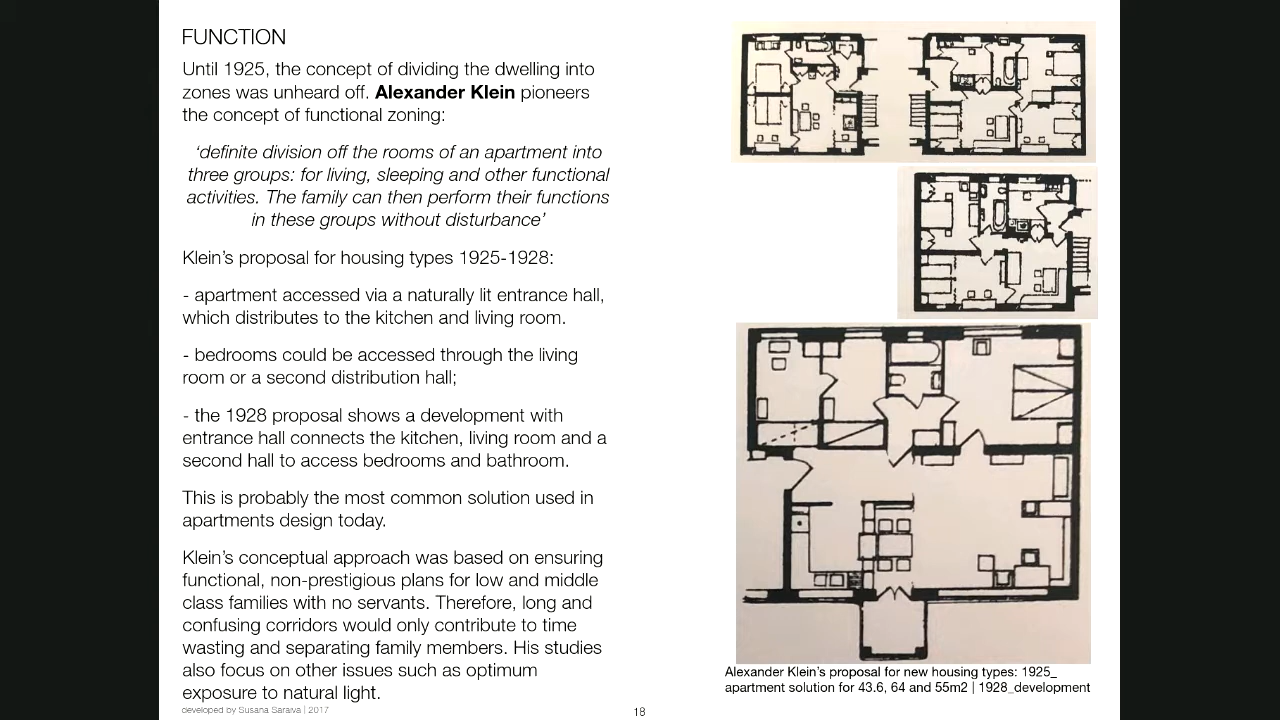 FUNCTION
Until 1925, the concept of dividing the dwelling into
zones was unheard off. Alexander Klein pioneers
the concept of functional zoning:
‘definite division off the rooms of an apartment into
three groups: for living, sleeping and other functional
activities. The family can then perform their functions
in these groups without disturbance’
Klein’s proposal for housing types 1925-1928:
- apartment accessed via a naturally lit entrance hall,
which distributes to the kitchen and living room.
- bedrooms could be accessed through the living
room or a second distribution hall;
- the 1928 proposal shows a development with
entrance hall connects the kitchen, living room and a
second hall to access bedrooms and bathroom.
This is probably the most common solution used in
apartments design today.
Klein’s conceptual approach was based on ensuring
functional, non-prestigious plans for low and middle
class families with no servants. Therefore, long and
confusing corridors would only contribute to time
wasting and separating family members. His studies
also focus on other issues such as optimum
exposure to natural light.
Alexander Klein’s proposal for new housing types: 1925_
apartment solution for 43.6, 64 and 55m2 | 1928_development
developed by Susana Saraiva | 2017
18